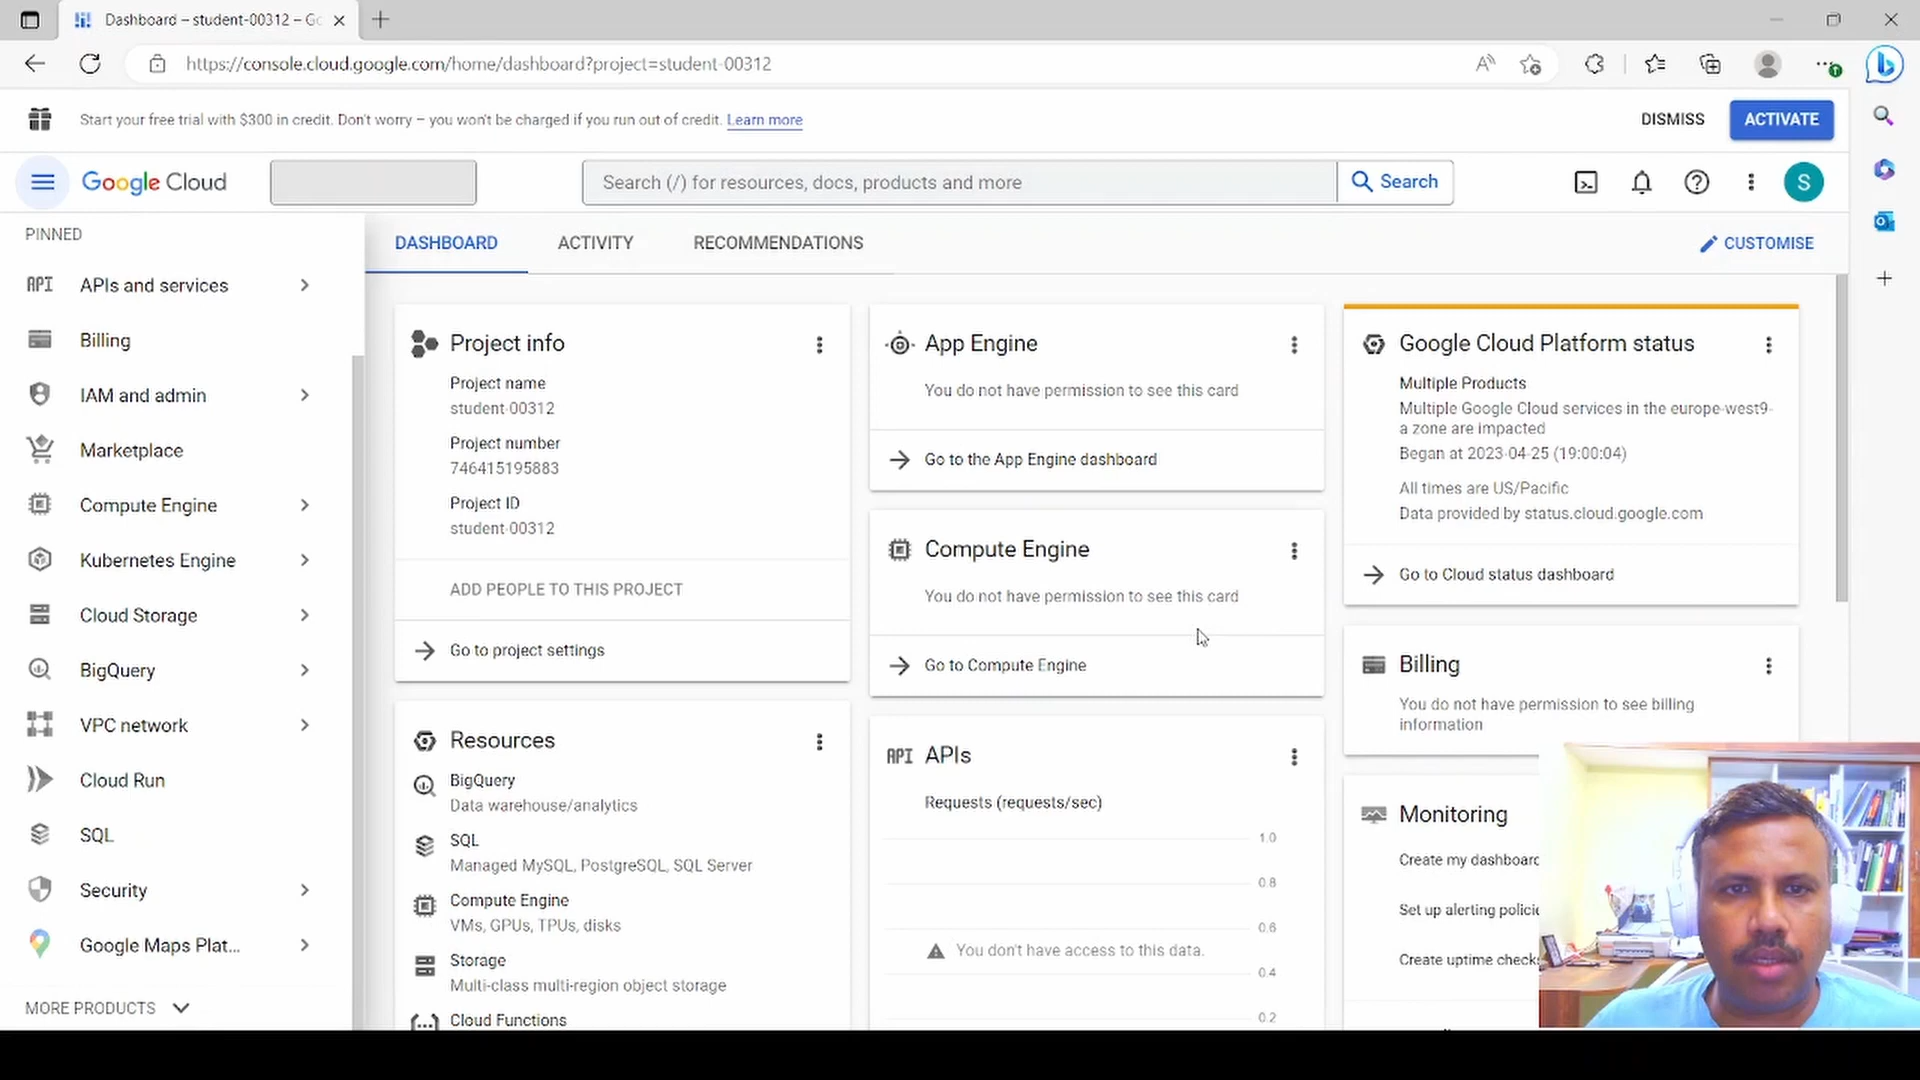 Dashboard – student-00312 – Go
https://console.cloud.google.com/home/dashboard?project=student-00312
Start your free trial with $300 in credit. Don't worry – you won't be charged if you run out of credit. Learn more
DISMISS
ACTIVATE
Google Cloud
Search (/) for resources, docs, products and more
Search
S
PINNED
API APIs and services
Billing
IAM and admin
Marketplace
Compute Engine
Kubernetes Engine
Cloud Storage
BigQuery
VPC network
Cloud Run
SQL
Security
Google Maps Plat...
MORE PRODUCTS
DASHBOARD
ACTIVITY
RECOMMENDATIONS
CUSTOMISE
Project info
Project name
student-00312
Project number
746415195883
Project ID
student-00312
ADD PEOPLE TO THIS PROJECT
Go to project settings
Resources
BigQuery
Data warehouse/analytics
SQL
Managed MySQL, PostgreSQL, SQL Server
Compute Engine
VMs, GPUs, TPUs, disks
Storage
Multi-class multi-region object storage
Cloud Functions
App Engine
You do not have permission to see this card
Go to the App Engine dashboard
Compute Engine
You do not have permission to see this card
Go to Compute Engine
API APIs
Requests (requests/sec)
1.0
0.8
0.6
You don't have access to this data.
0.4
0.2
Google Cloud Platform status
Multiple Products
Multiple Google Cloud services in the europe-west9-
a zone are impacted
Began at 2023-04-25 (19:00:04)
All times are US/Pacific
Data provided by status.cloud.google.com
Go to Cloud status dashboard
Billing
You do not have permission to see billing
information
Monitoring
Create my dashboard
Set up alerting policie
Create uptime checks